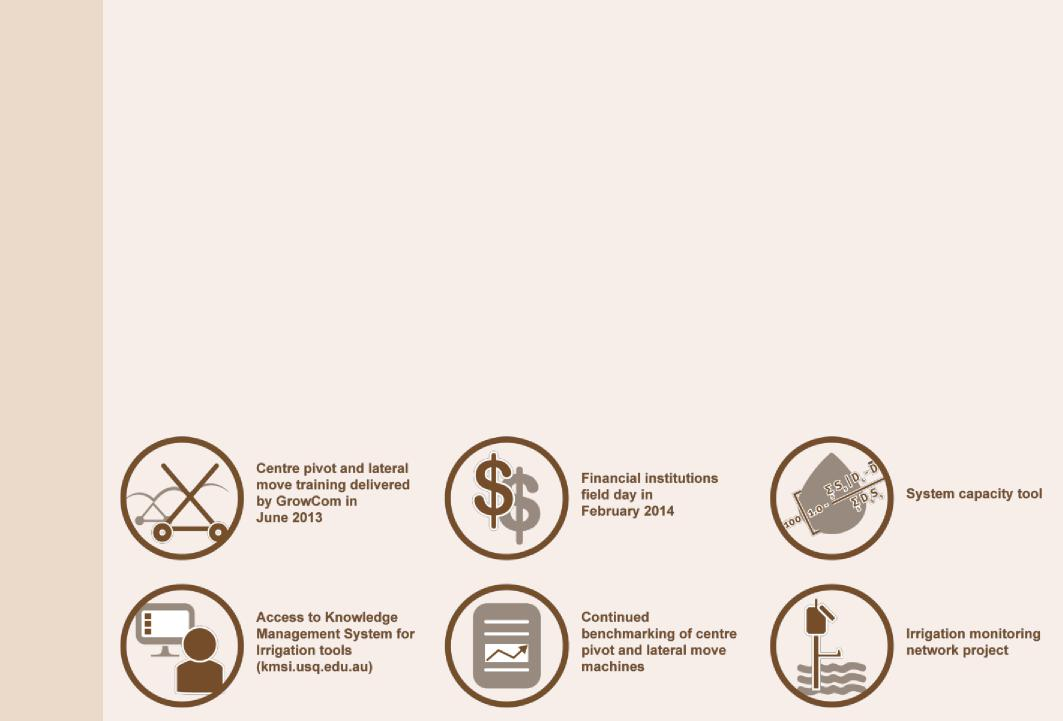 Centre pivot and lateral
move training delivered
by GrowCom in
June 2013
Financial institutions
field day in
February 2014
System capacity tool
Access to Knowledge
Management System for
Irrigation tools
(kmsi.usq.edu.au)
Continued
benchmarking of centre
pivot and lateral move
machines
Irrigation monitoring
network project